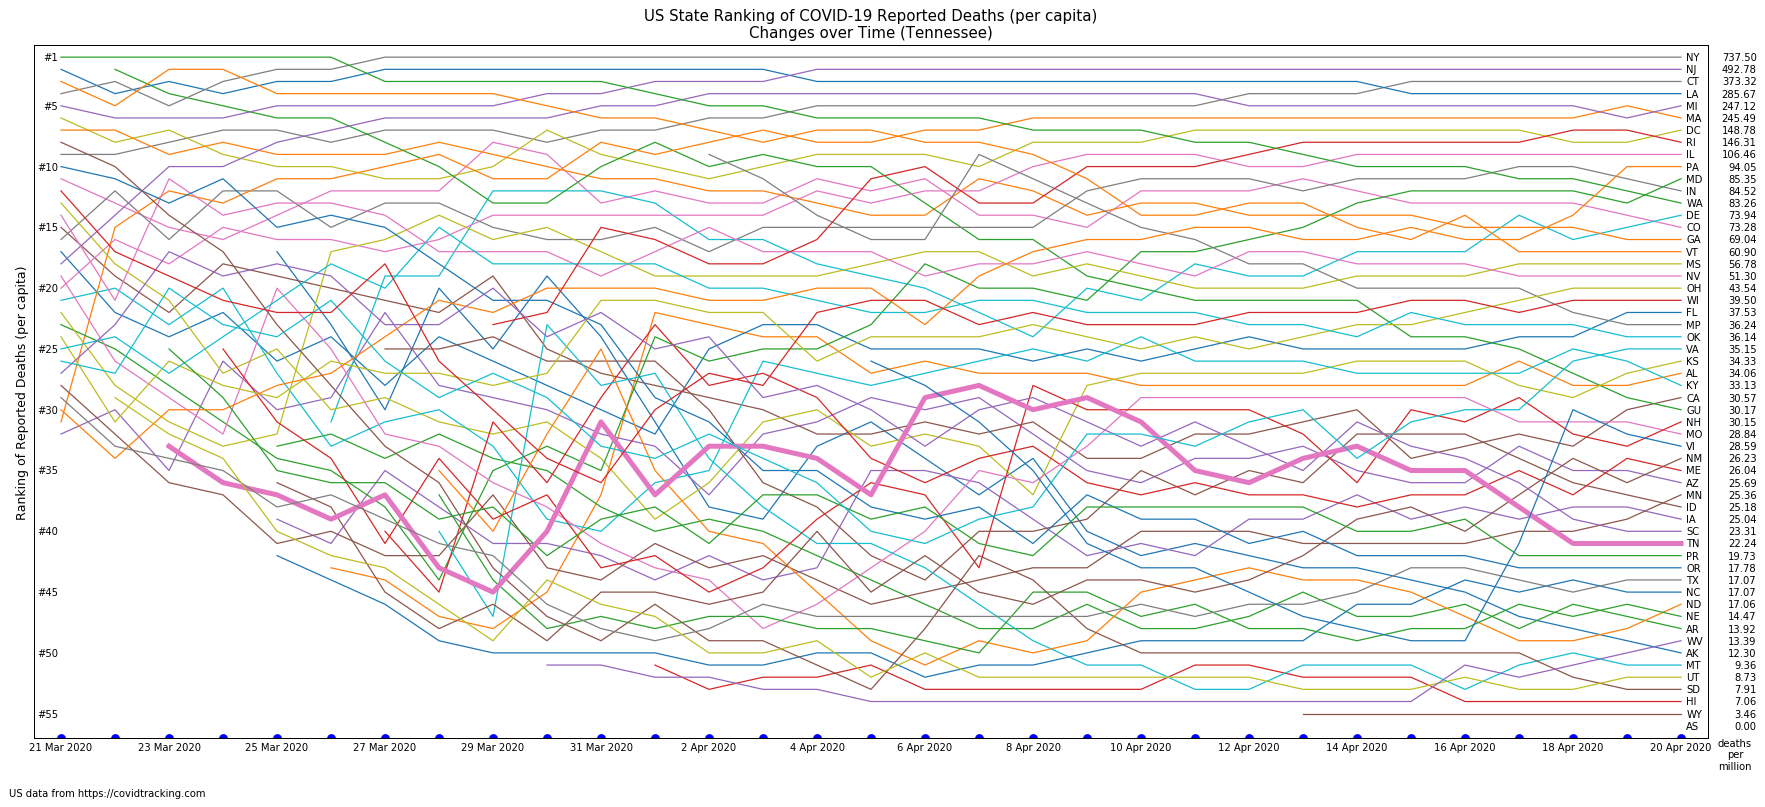 US State Ranking of COVID-19 Reported Deaths (per capita)
Changes over Time (Tennessee)
Ranking of Reported Deaths (per capita)
#1
#5
#10
#15
#20
#25
#30
#35
#40
#45
#50
#55
NY 737.50
NJ 492.78
CT 373.32
LA 285.67
MI 247.12
MA 245.49
DC 148.78
RI 146.31
IL 106.46
PA 94.05
MD 85.35
IN 84.52
WA 83.26
DE 73.94
CO 73.28
GA 69.04
VT 60.90
MS 56.78
NV 51.30
OH 43.54
WI 39.50
FL 37.53
MP 36.24
OK 36.14
VA 35.15
KS 34.33
AL 34.06
KY 33.13
CA 30.57
GU 30.17
NH 30.15
MO 28.84
VI 28.59
NM 26.23
ME 26.04
AZ 25.69
MN 25.36
ID 25.18
IA 25.04
SC 23.31
TN 22.24
PR 19.73
OR 17.78
TX 17.07
NC 17.07
ND 17.06
NE 14.47
AR 13.92
WV 13.39
AK 12.30
MT 9.36
UT 8.73
SD 7.91
HI 7.06
WY 3.46
AS 0.00
21 Mar 2020 23 Mar 2020 25 Mar 2020 27 Mar 2020 29 Mar 2020 31 Mar 2020 2 Apr 2020 4 Apr 2020 6 Apr 2020 8 Apr 2020 10 Apr 2020 12 Apr 2020 14 Apr 2020 16 Apr 2020 18 Apr 2020 20 Apr 2020
deaths
per
million
US data from https://covidtracking.com